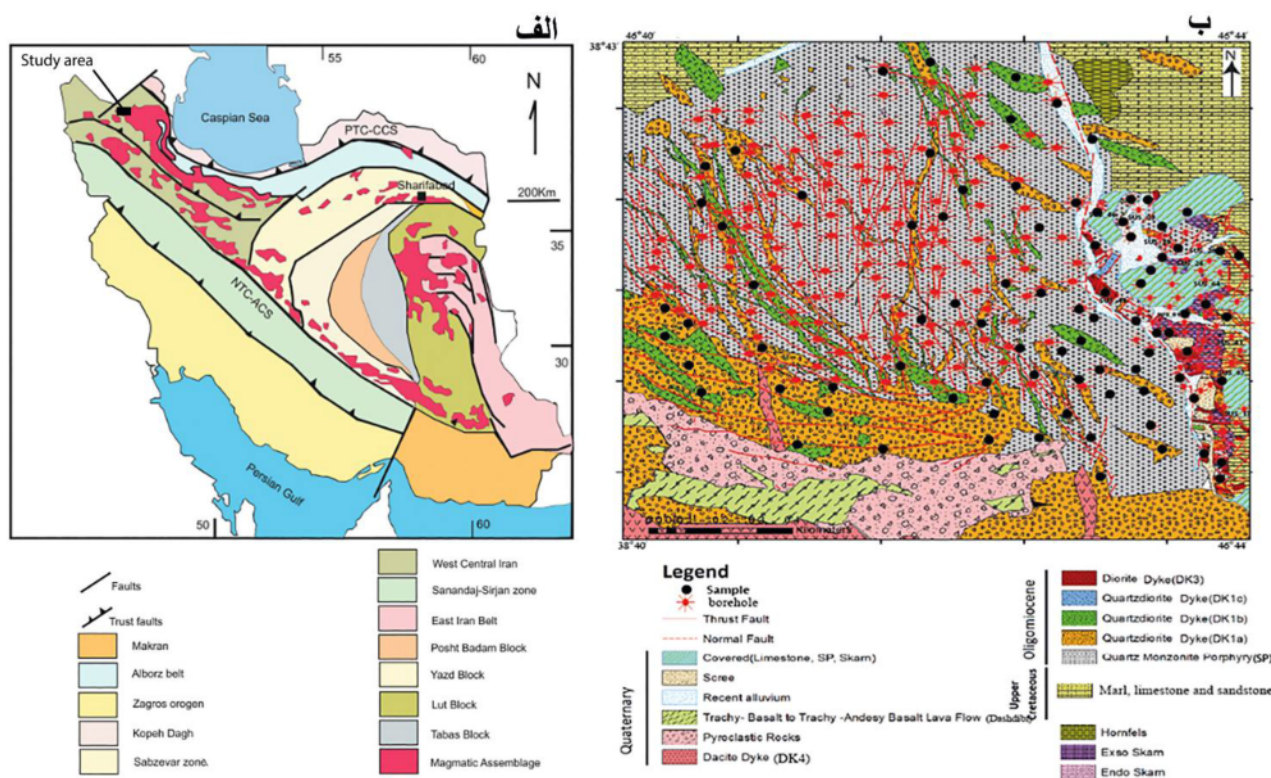 الف
55
60
Study area
N
Caspian Sea
PTC-CCS
Sharifabad
200Km
35
NTC-ACS
30
Persian Gulf
50
60
Faults
Trust faults
Makran
Alborz belt
Zagros orogen
Kopeh Dagh
Sabzevar zone.
West Central Iran
Sanandaj-Sirjan zone
East Iran Belt
Posht Badam Block
Yazd Block
Lut Block
Tabas Block
Magmatic Assemblage
ب
46°40'
46°44'
38°43'
N
Kilometers
38°40'
38°40'
46°44'
Legend
Sample
borehole
Thrust Fault
Normal Fault
Quaternary
Covered(Limestone, SP, Skarn)
Scree
Recent alluvium
Trachy- Basalt to Trachy -Andesy Basalt Lava Flow
Pyroclastic Rocks
Dacite Dyke (DK4)
Oligomiocene
Diorite Dyke(DK3)
Quartzdiorite Dyke(DK1c)
Quartzdiorite Dyke(DK1b)
Quartzdiorite Dyke(DK1a)
Quartz Monzonite Porphyry(SP)
Upper
Cretaceous
Marl, limestone and sandstone
Hornfels
Exso Skarn
Endo Skarn